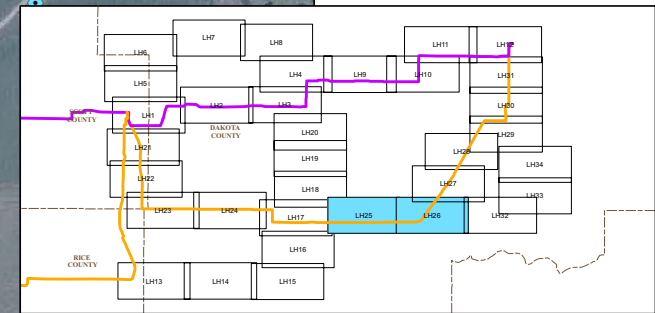 LH7
LH8
LH11
LH12
LH6
LH5
LH4
LH9
LH10
LH31
LH1
LH2
LH3
LH30
SCOTT
COUNTY
DAKOTA
COUNTY
LH20
LH29
LH21
LH19
LH28
LH34
LH22
LH18
LH27
LH33
LH23
LH24
LH17
LH25
LH26
LH32
LH16
RICE
COUNTY
LH13
LH14
LH15